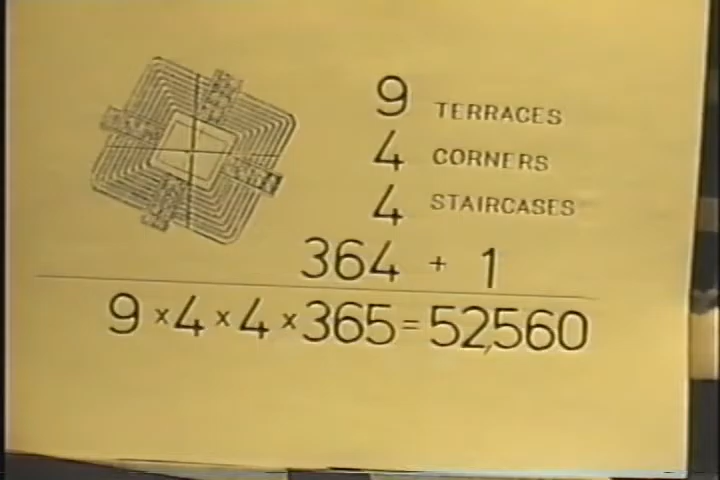 9 TERRACES
4 CORNERS
4 STAIRCASES
364 + 1
9 × 4 × 4 × 365 = 52,560